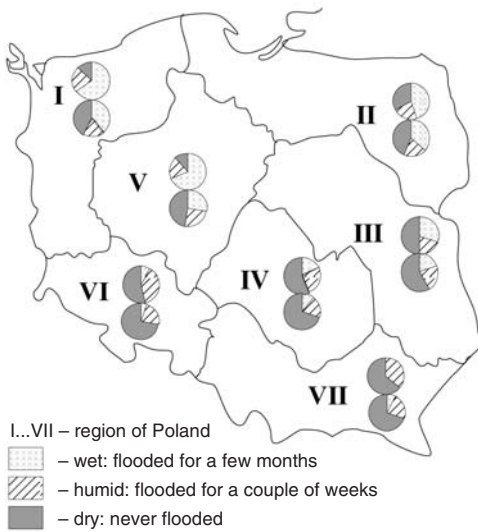 I
II
V
III
VI
IV
VII
I...VII – region of Poland
– wet: flooded for a few months
– humid: flooded for a couple of weeks
– dry: never flooded